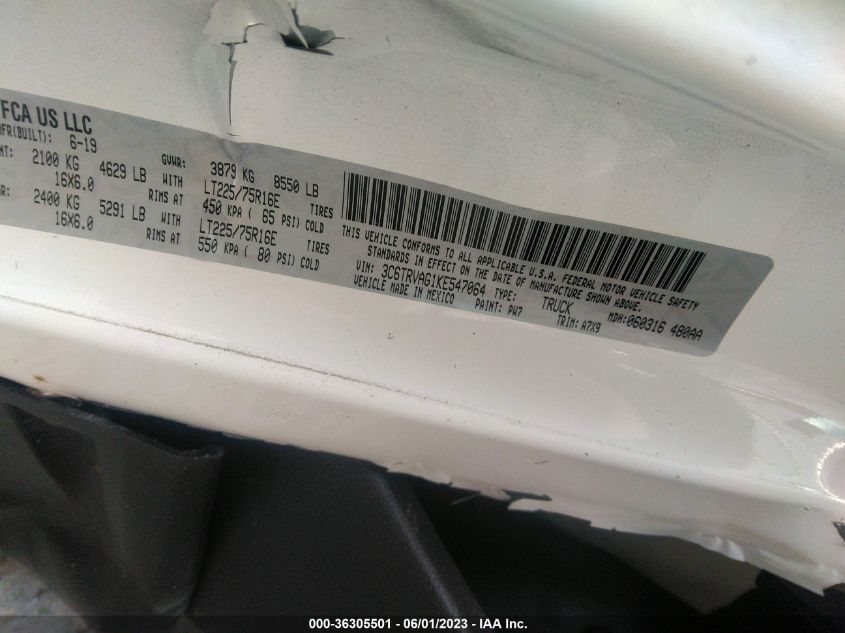 FCA US LLC
MFR(BUILT): 6-19 GVWR: 3879 KG 8550 LB
2100 KG 4629 LB WITH LT225/75R16E TIRES
16X6.0 RIMS AT 450 KPA ( 65 PSI) COLD
2400 KG 5291 LB WITH LT225/75R16E TIRES
16X6.0 RIMS AT 550 KPA ( 80 PSI) COLD
THIS VEHICLE CONFORMS TO ALL APPLICABLE U.S.A. FEDERAL MOTOR VEHICLE SAFETY
STANDARDS IN EFFECT ON THE DATE OF MANUFACTURE SHOWN ABOVE.
VIN: 3C6TRVAG1KE547064 TYPE: TRUCK MDH:060316 480AA
VEHICLE MADE IN MEXICO PAINT: PW7 TRIM: A7X9
000-36305501 - 06/01/2023 - IAA Inc.